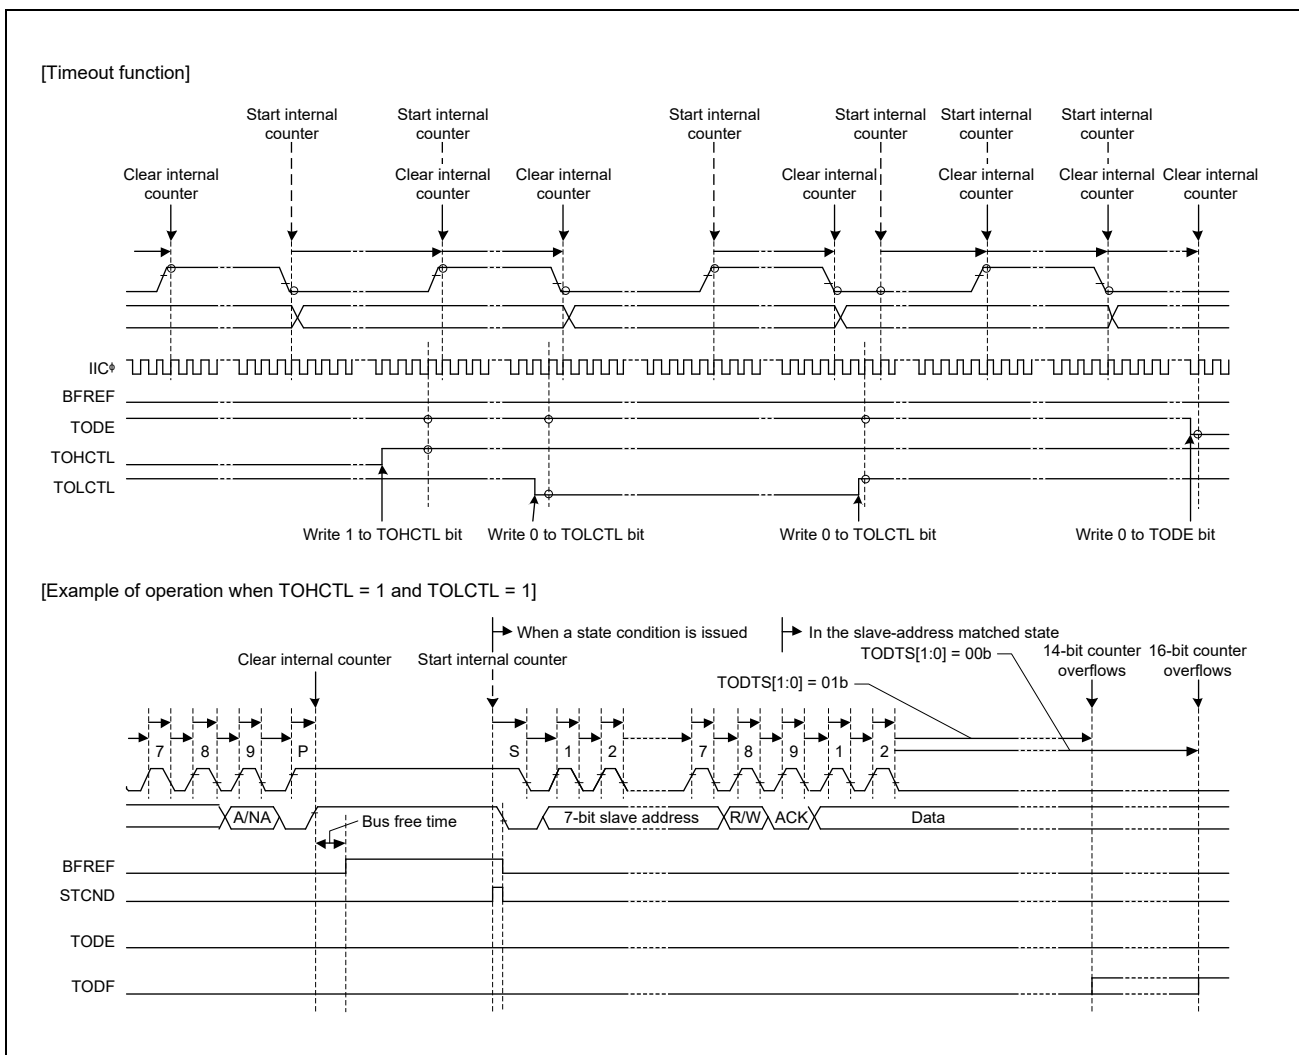 [Timeout function]
Start internal
counter
Start internal
counter
Start internal
counter
Start internal
counter
Start internal
counter
Start internal
counter
Clear internal
counter
Clear internal
counter
Clear internal
counter
Clear internal
counter
Clear internal
counter
Clear internal
counter
Clear internal
counter
IICϕ
BFREF
TODE
TOHCTL
TOLCTL
Write 1 to TOHCTL bit
Write 0 to TOLCTL bit
Write 0 to TOLCTL bit
Write 0 to TODE bit
[Example of operation when TOHCTL = 1 and TOLCTL = 1]
When a state condition is issued
In the slave-address matched state
Clear internal counter
Start internal counter
TODTS[1:0] = 00b
14-bit counter
overflows
16-bit counter
overflows
TODTS[1:0] = 01b
7 8 9 P S 1 2 7 8 9 1 2
A/NA
Bus free time
7-bit slave address
R/W
ACK
Data
BFREF
STCND
TODE
TODF